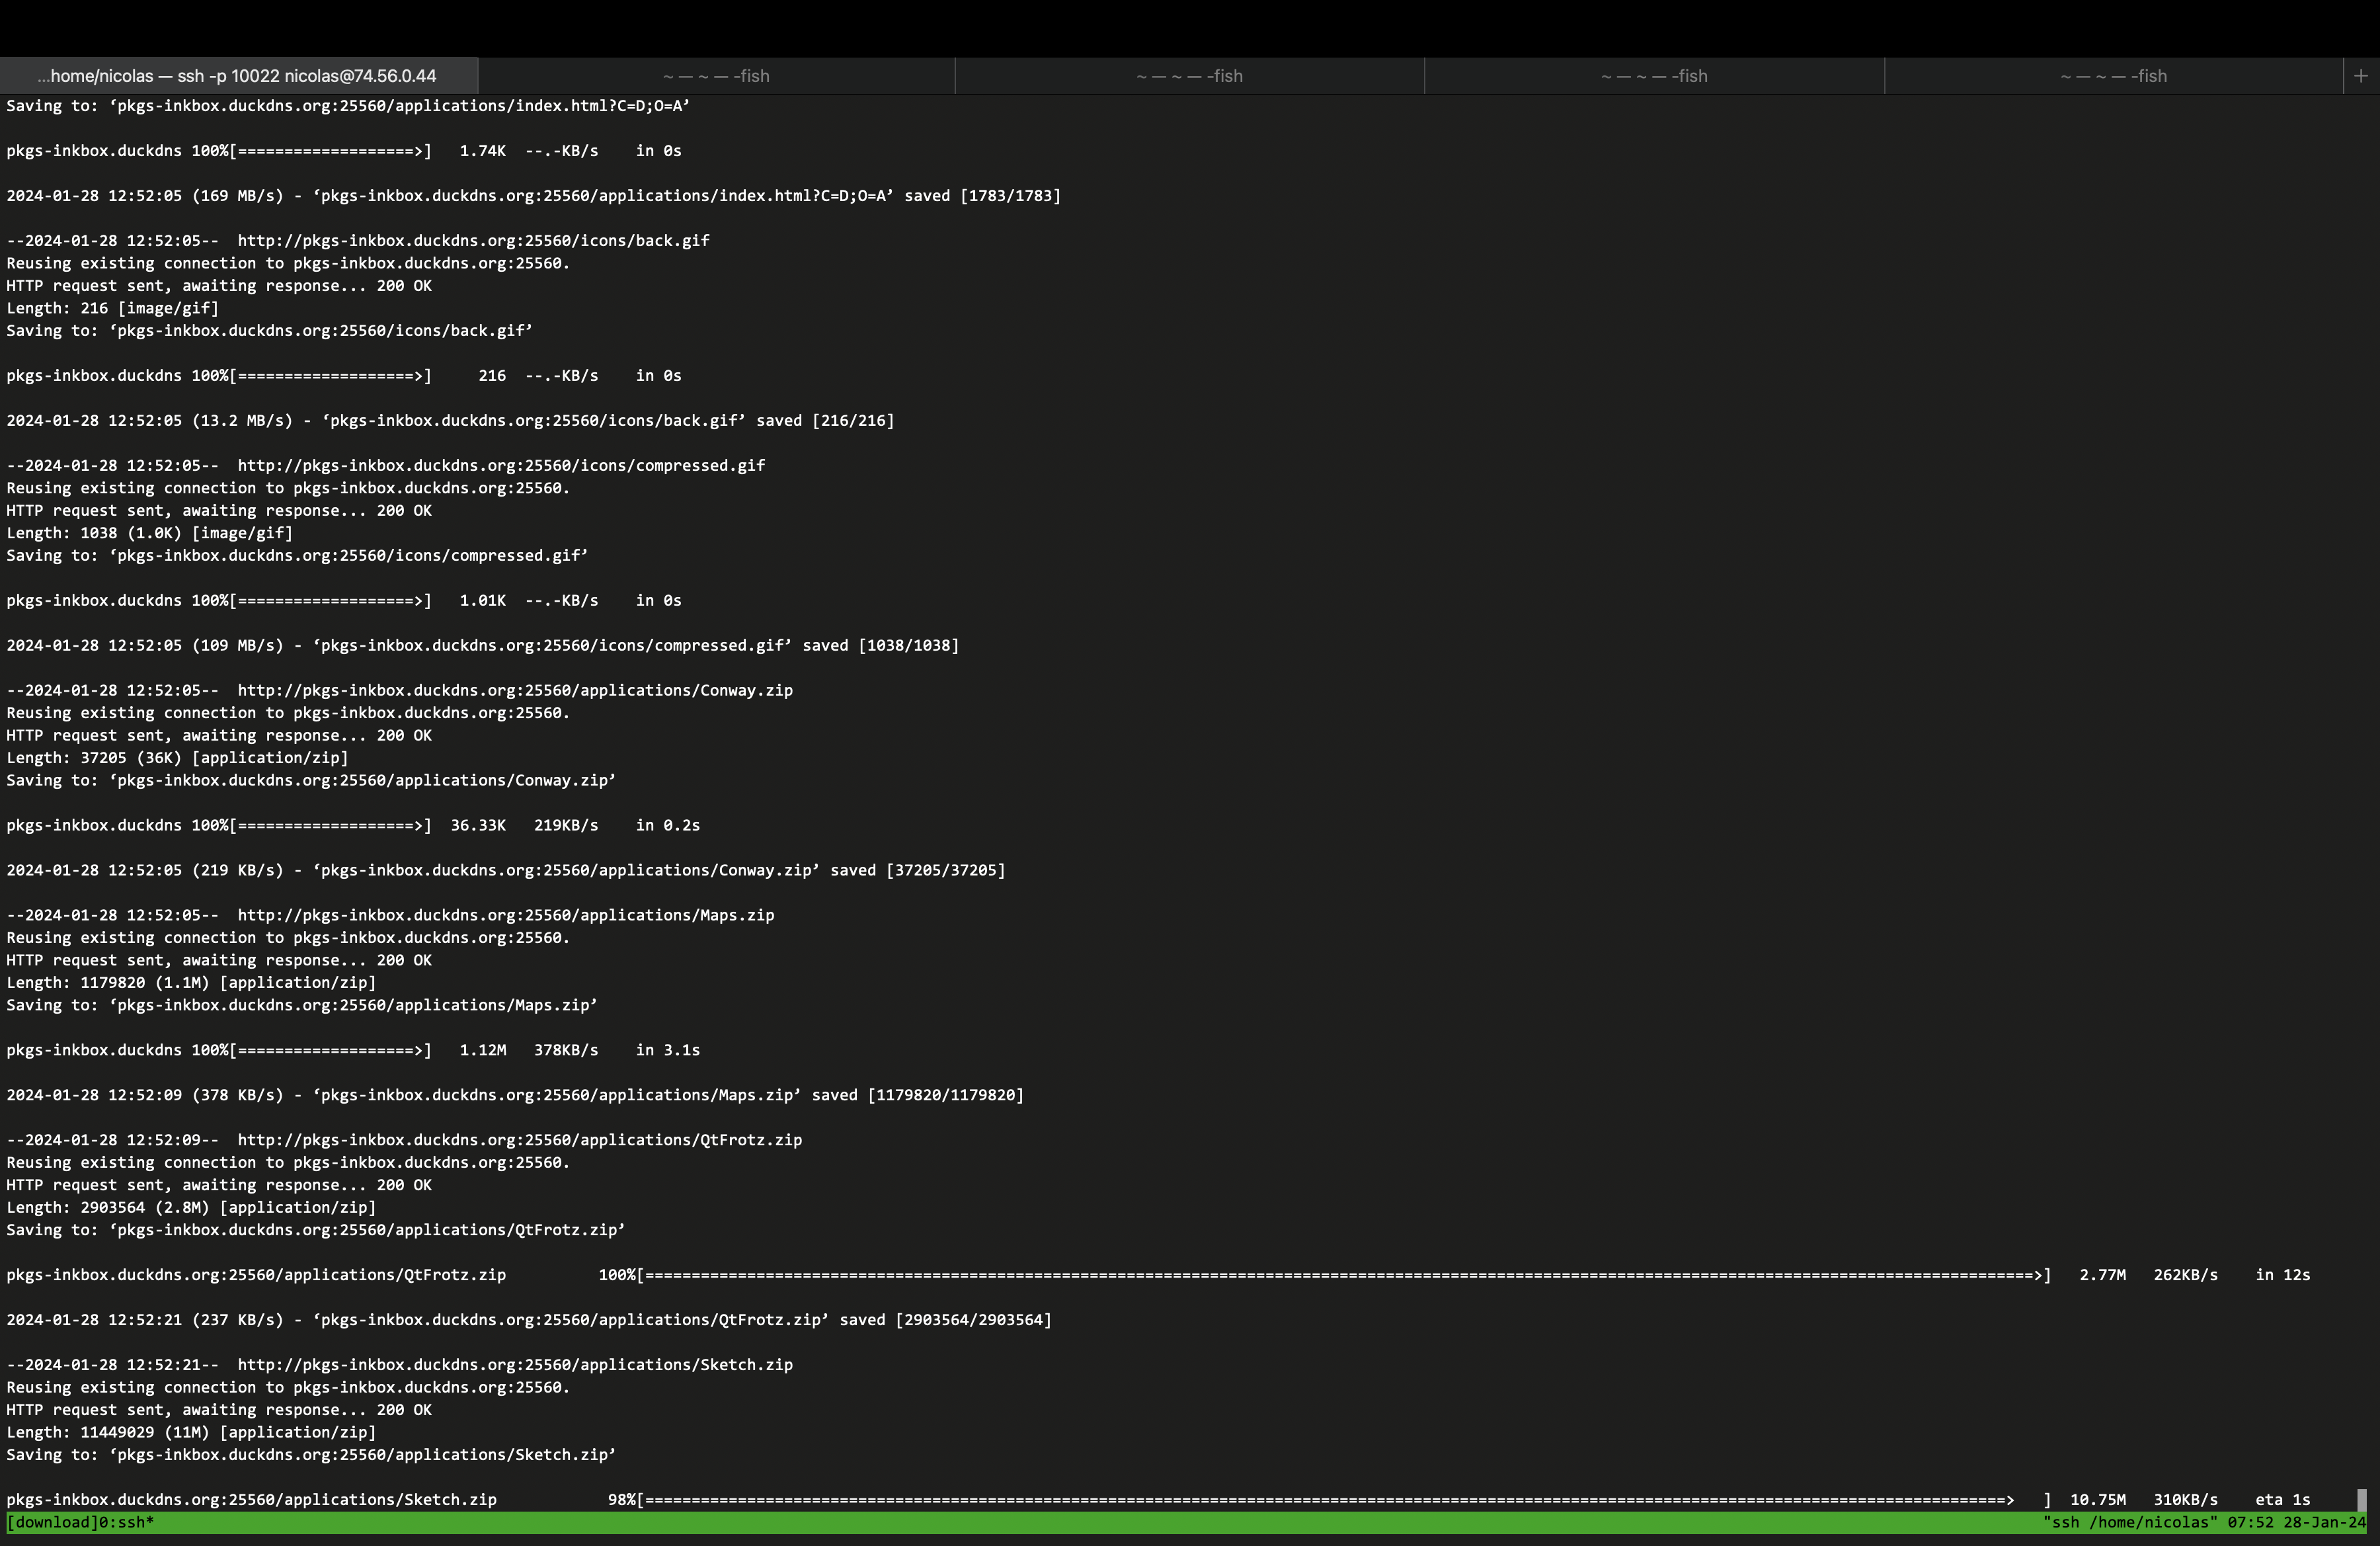 ...home/nicolas — ssh -p 10022 nicolas@74.56.0.44
~ — ~ — -fish
~ — ~ — -fish
~ — ~ — -fish
~ — ~ — -fish
+
Saving to: ‘pkgs-inkbox.duckdns.org:25560/applications/index.html?C=D;O=A’
pkgs-inkbox.duckdns 100%[===================>]   1.74K  --.-KB/s    in 0s
2024-01-28 12:52:05 (169 MB/s) - ‘pkgs-inkbox.duckdns.org:25560/applications/index.html?C=D;O=A’ saved [1783/1783]
--2024-01-28 12:52:05--  http://pkgs-inkbox.duckdns.org:25560/icons/back.gif
Reusing existing connection to pkgs-inkbox.duckdns.org:25560.
HTTP request sent, awaiting response... 200 OK
Length: 216 [image/gif]
Saving to: ‘pkgs-inkbox.duckdns.org:25560/icons/back.gif’
pkgs-inkbox.duckdns 100%[===================>]     216  --.-KB/s    in 0s
2024-01-28 12:52:05 (13.2 MB/s) - ‘pkgs-inkbox.duckdns.org:25560/icons/back.gif’ saved [216/216]
--2024-01-28 12:52:05--  http://pkgs-inkbox.duckdns.org:25560/icons/compressed.gif
Reusing existing connection to pkgs-inkbox.duckdns.org:25560.
HTTP request sent, awaiting response... 200 OK
Length: 1038 (1.0K) [image/gif]
Saving to: ‘pkgs-inkbox.duckdns.org:25560/icons/compressed.gif’
pkgs-inkbox.duckdns 100%[===================>]   1.01K  --.-KB/s    in 0s
2024-01-28 12:52:05 (109 MB/s) - ‘pkgs-inkbox.duckdns.org:25560/icons/compressed.gif’ saved [1038/1038]
--2024-01-28 12:52:05--  http://pkgs-inkbox.duckdns.org:25560/applications/Conway.zip
Reusing existing connection to pkgs-inkbox.duckdns.org:25560.
HTTP request sent, awaiting response... 200 OK
Length: 37205 (36K) [application/zip]
Saving to: ‘pkgs-inkbox.duckdns.org:25560/applications/Conway.zip’
pkgs-inkbox.duckdns 100%[===================>]  36.33K   219KB/s    in 0.2s
2024-01-28 12:52:05 (219 KB/s) - ‘pkgs-inkbox.duckdns.org:25560/applications/Conway.zip’ saved [37205/37205]
--2024-01-28 12:52:05--  http://pkgs-inkbox.duckdns.org:25560/applications/Maps.zip
Reusing existing connection to pkgs-inkbox.duckdns.org:25560.
HTTP request sent, awaiting response... 200 OK
Length: 1179820 (1.1M) [application/zip]
Saving to: ‘pkgs-inkbox.duckdns.org:25560/applications/Maps.zip’
pkgs-inkbox.duckdns 100%[===================>]   1.12M   378KB/s    in 3.1s
2024-01-28 12:52:09 (378 KB/s) - ‘pkgs-inkbox.duckdns.org:25560/applications/Maps.zip’ saved [1179820/1179820]
--2024-01-28 12:52:09--  http://pkgs-inkbox.duckdns.org:25560/applications/QtFrotz.zip
Reusing existing connection to pkgs-inkbox.duckdns.org:25560.
HTTP request sent, awaiting response... 200 OK
Length: 2903564 (2.8M) [application/zip]
Saving to: ‘pkgs-inkbox.duckdns.org:25560/applications/QtFrotz.zip’
pkgs-inkbox.duckdns.org:25560/applications/QtFrotz.zip          100%[======================================================================================================================================================>]   2.77M   262KB/s    in 12s
2024-01-28 12:52:21 (237 KB/s) - ‘pkgs-inkbox.duckdns.org:25560/applications/QtFrotz.zip’ saved [2903564/2903564]
--2024-01-28 12:52:21--  http://pkgs-inkbox.duckdns.org:25560/applications/Sketch.zip
Reusing existing connection to pkgs-inkbox.duckdns.org:25560.
HTTP request sent, awaiting response... 200 OK
Length: 11449029 (11M) [application/zip]
Saving to: ‘pkgs-inkbox.duckdns.org:25560/applications/Sketch.zip’
pkgs-inkbox.duckdns.org:25560/applications/Sketch.zip            98%[===================================================================================================================================================>   ]  10.75M   310KB/s    eta 1s
[download]0:ssh*                    "ssh /home/nicolas" 07:52 28-Jan-24